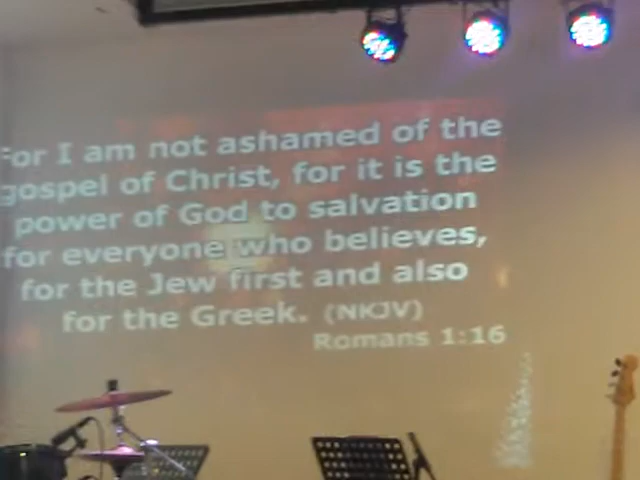 For I am not ashamed of the
gospel of Christ, for it is the
power of God to salvation
for everyone who believes,
for the Jew first and also
for the Greek. (NKJV)
Romans 1:16